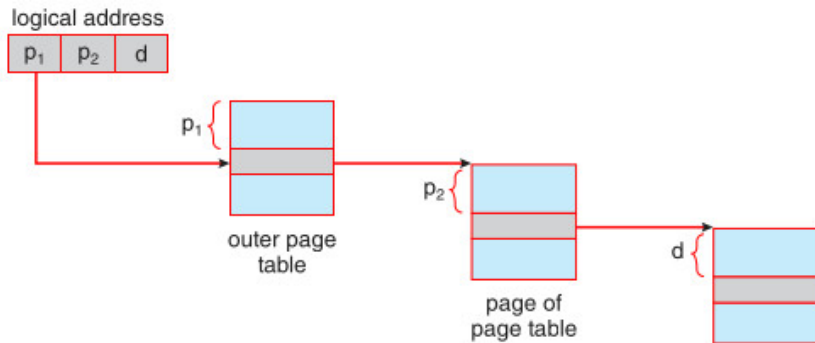 logical address
p₁ p₂ d
p₁
outer page
table
p₂
page of
page table
d